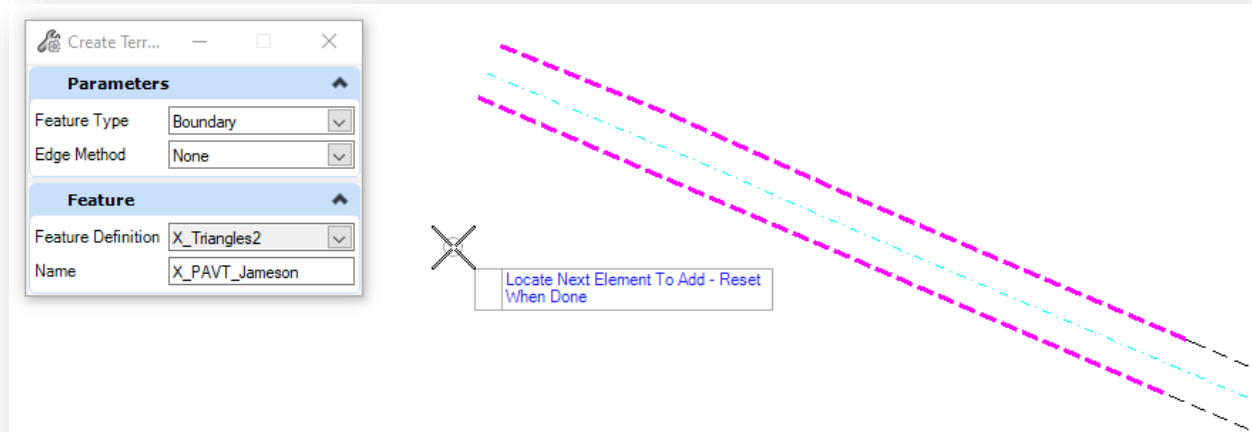 Create Terr...
Parameters
Feature Type Boundary
Edge Method None
Feature
Feature Definition X_Triangles2
Name X_PAVT_Jameson
Locate Next Element To Add - Reset
When Done